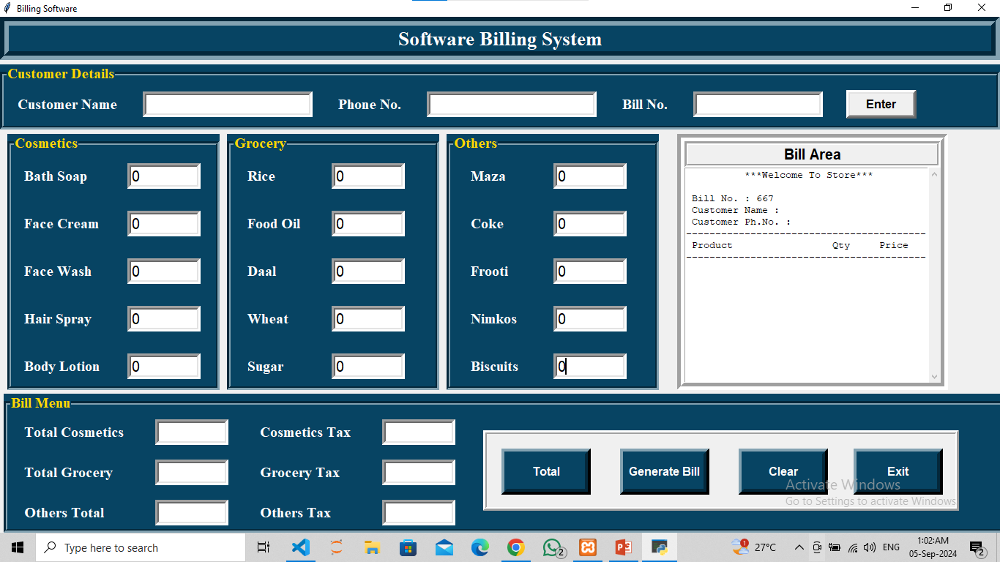 Billing Software
Software Billing System
Customer Details
Customer Name Phone No. Bill No. Enter
Cosmetics
Bath Soap 0
Face Cream 0
Face Wash 0
Hair Spray 0
Body Lotion 0
Grocery
Rice 0
Food Oil 0
Daal 0
Wheat 0
Sugar 0
Others
Maza 0
Coke 0
Frooti 0
Nimkos 0
Biscuits 0
Bill Area
***Welcome To Store***
Bill No. : 667
Customer Name :
Customer Ph.No. :
-----------------------------------------
Product Qty Price
-----------------------------------------
Bill Menu
Total Cosmetics Cosmetics Tax
Total Grocery Grocery Tax
Others Total Others Tax
Total Generate Bill Clear Exit
Activate Windows
Go to Settings to activate Windows
Type here to search
2
1
27°C
ENG
1:02AM
05-Sep-2024
2